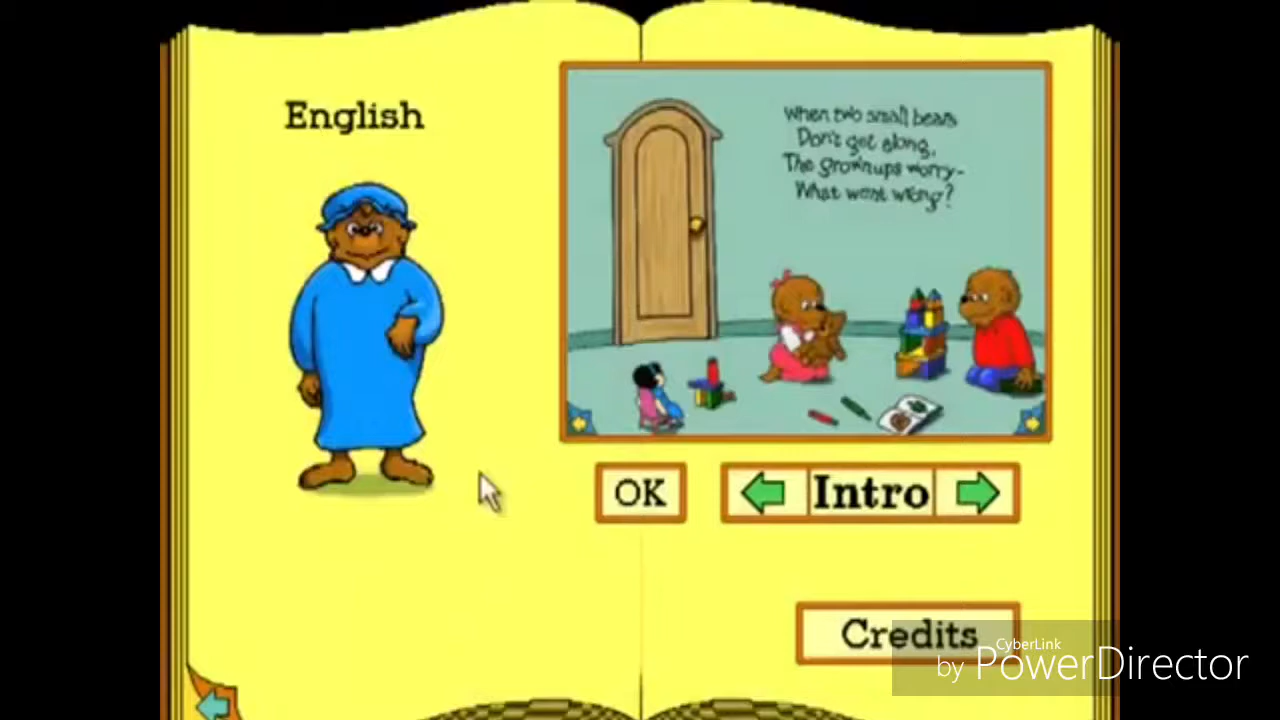 English
When two small bears
Don't get along,
The grownups worry-
What went wrong?
OK
Intro
Credits
CyberLink
by PowerDirector